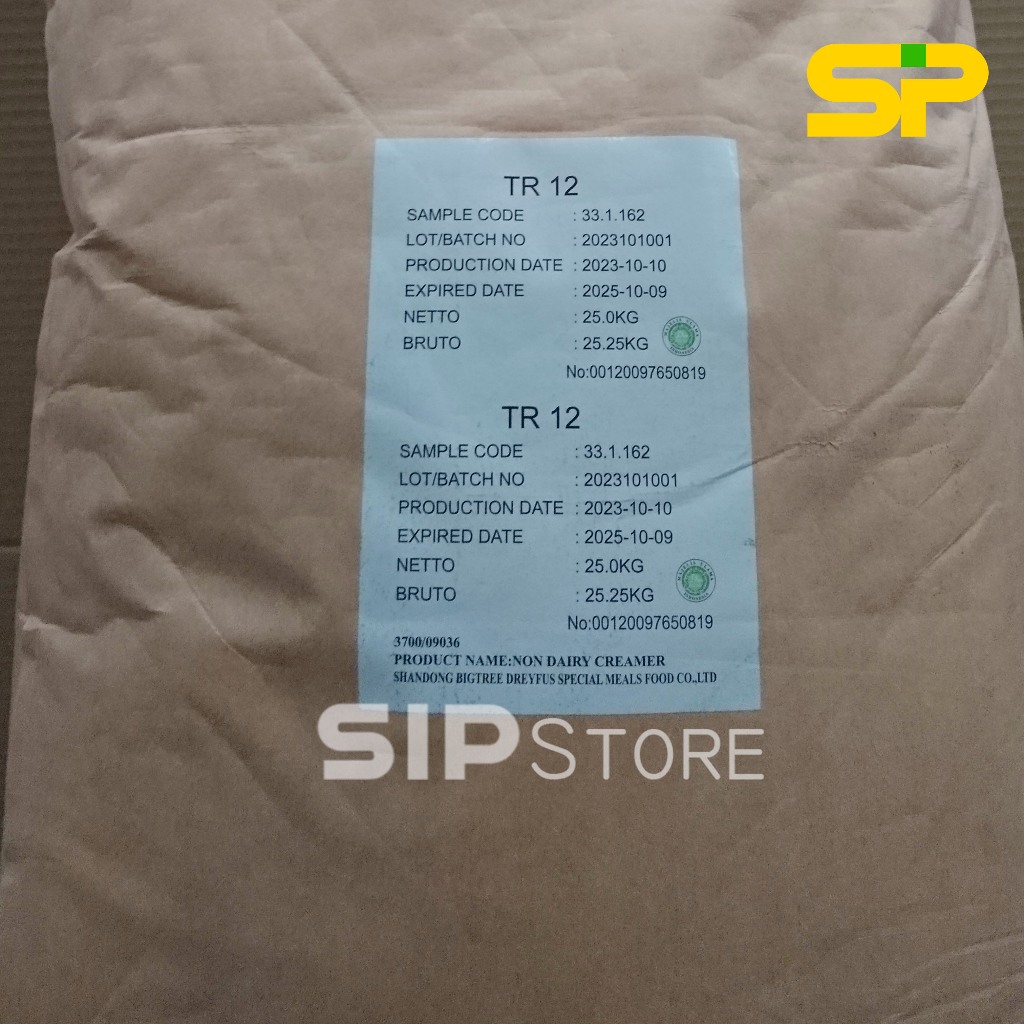 SiP
TR 12
SAMPLE CODE : 33.1.162
LOT/BATCH NO : 2023101001
PRODUCTION DATE : 2023-10-10
EXPIRED DATE : 2025-10-09
NETTO : 25.0KG
BRUTO : 25.25KG
No:00120097650819
TR 12
SAMPLE CODE : 33.1.162
LOT/BATCH NO : 2023101001
PRODUCTION DATE : 2023-10-10
EXPIRED DATE : 2025-10-09
NETTO : 25.0KG
BRUTO : 25.25KG
No:00120097650819
3700/09036
PRODUCT NAME:NON DAIRY CREAMER
SHANDONG BIGTREE DREYFUS SPECIAL MEALS FOOD CO.,LTD
SIP STORE